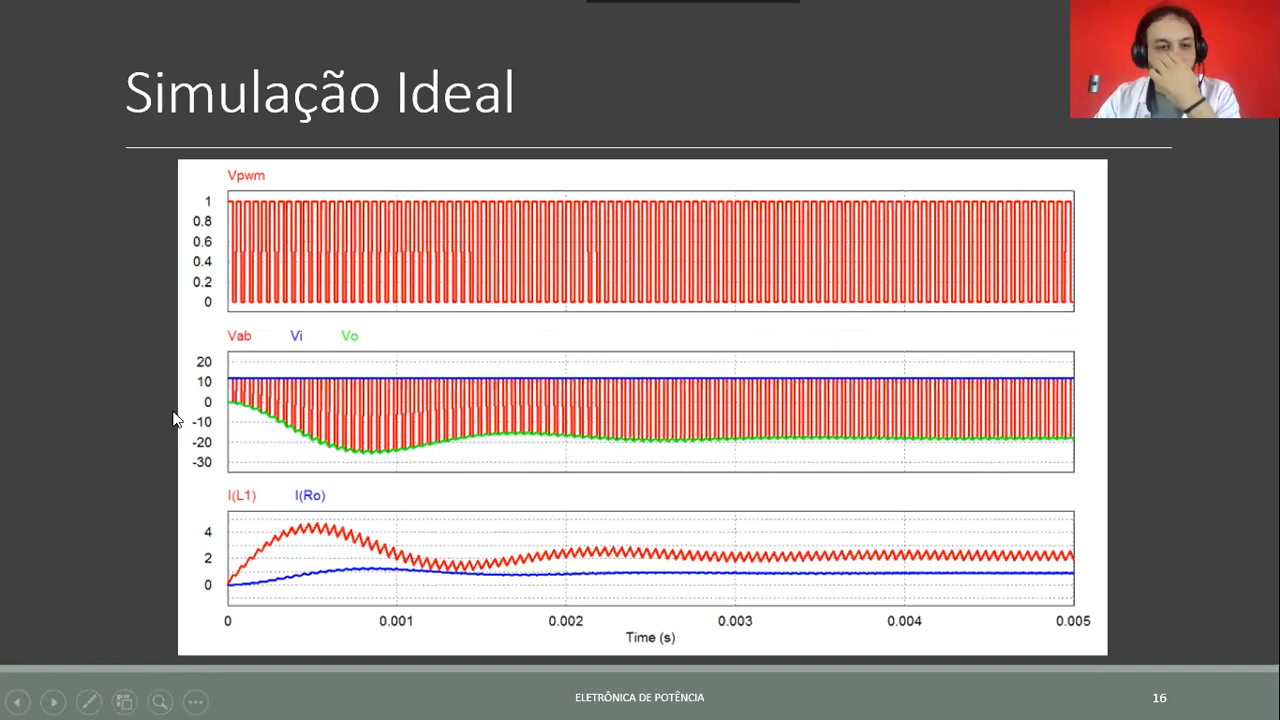 Simulação Ideal
Vpwm
1
0.8
0.6
0.4
0.2
0
Vab Vi Vo
20
10
0
-10
-20
-30
I(L1) I(Ro)
4
2
0
0 0.001 0.002 0.003 0.004 0.005
Time (s)
ELETRÔNICA DE POTÊNCIA
16